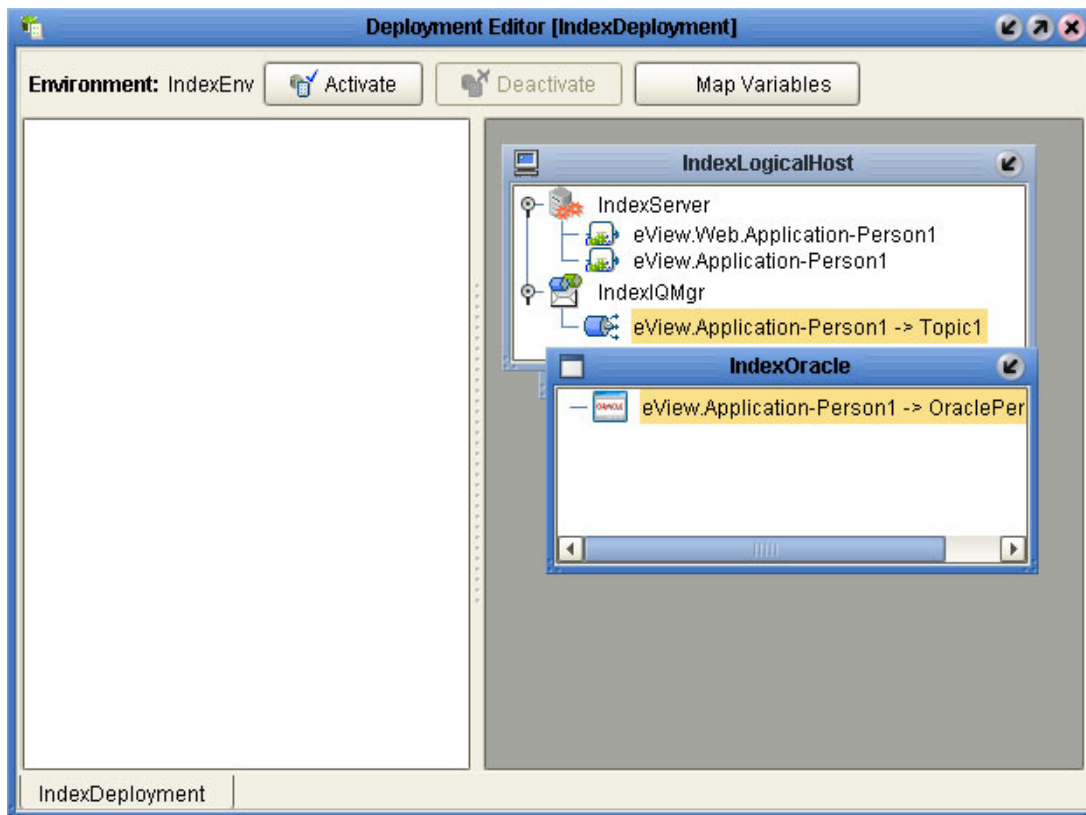 Deployment Editor [IndexDeployment]
Environment: IndexEnv Activate Deactivate Map Variables
IndexLogicalHost
IndexServer
eView.Web.Application-Person1
eView.Application-Person1
IndexIQMgr
eView.Application-Person1 -> Topic1
IndexOracle
ORACLE eView.Application-Person1 -> OraclePer
IndexDeployment